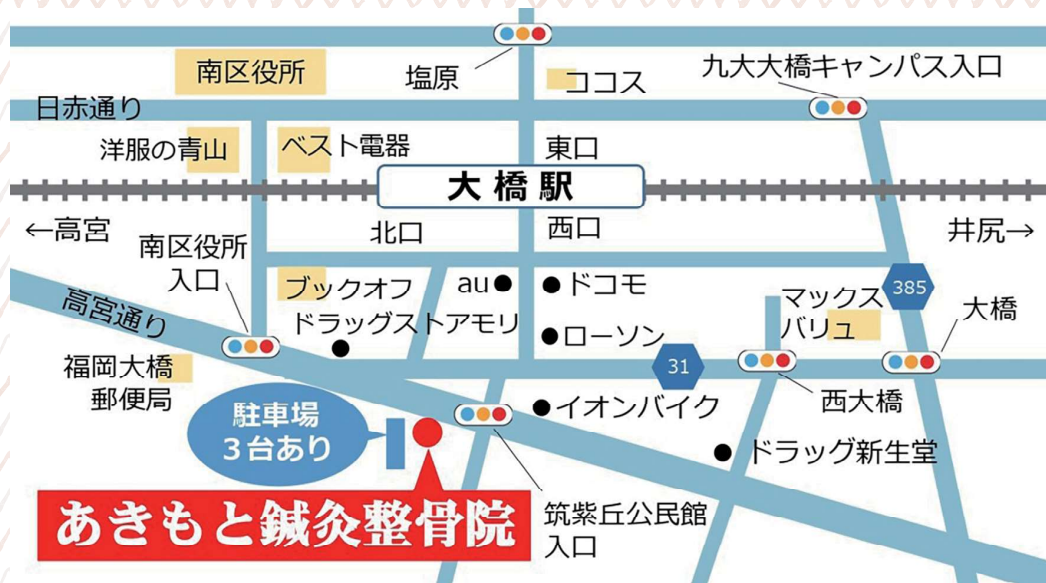 南区役所
塩原
ココス
九大大橋キャンパス入口
日赤通り
洋服の青山
ベスト電器
東口
大橋駅
←高宮
南区役所
入口
北口
西口
井尻→
高宮通り
ブックオフ
au
ドコモ
マックス
バリュ
385
大橋
ドラッグストアモリ
ローソン
福岡大橋
郵便局
31
西大橋
駐車場
3台あり
イオンバイク
ドラッグ新生堂
あきもと鍼灸整骨院
筑紫丘公民館
入口